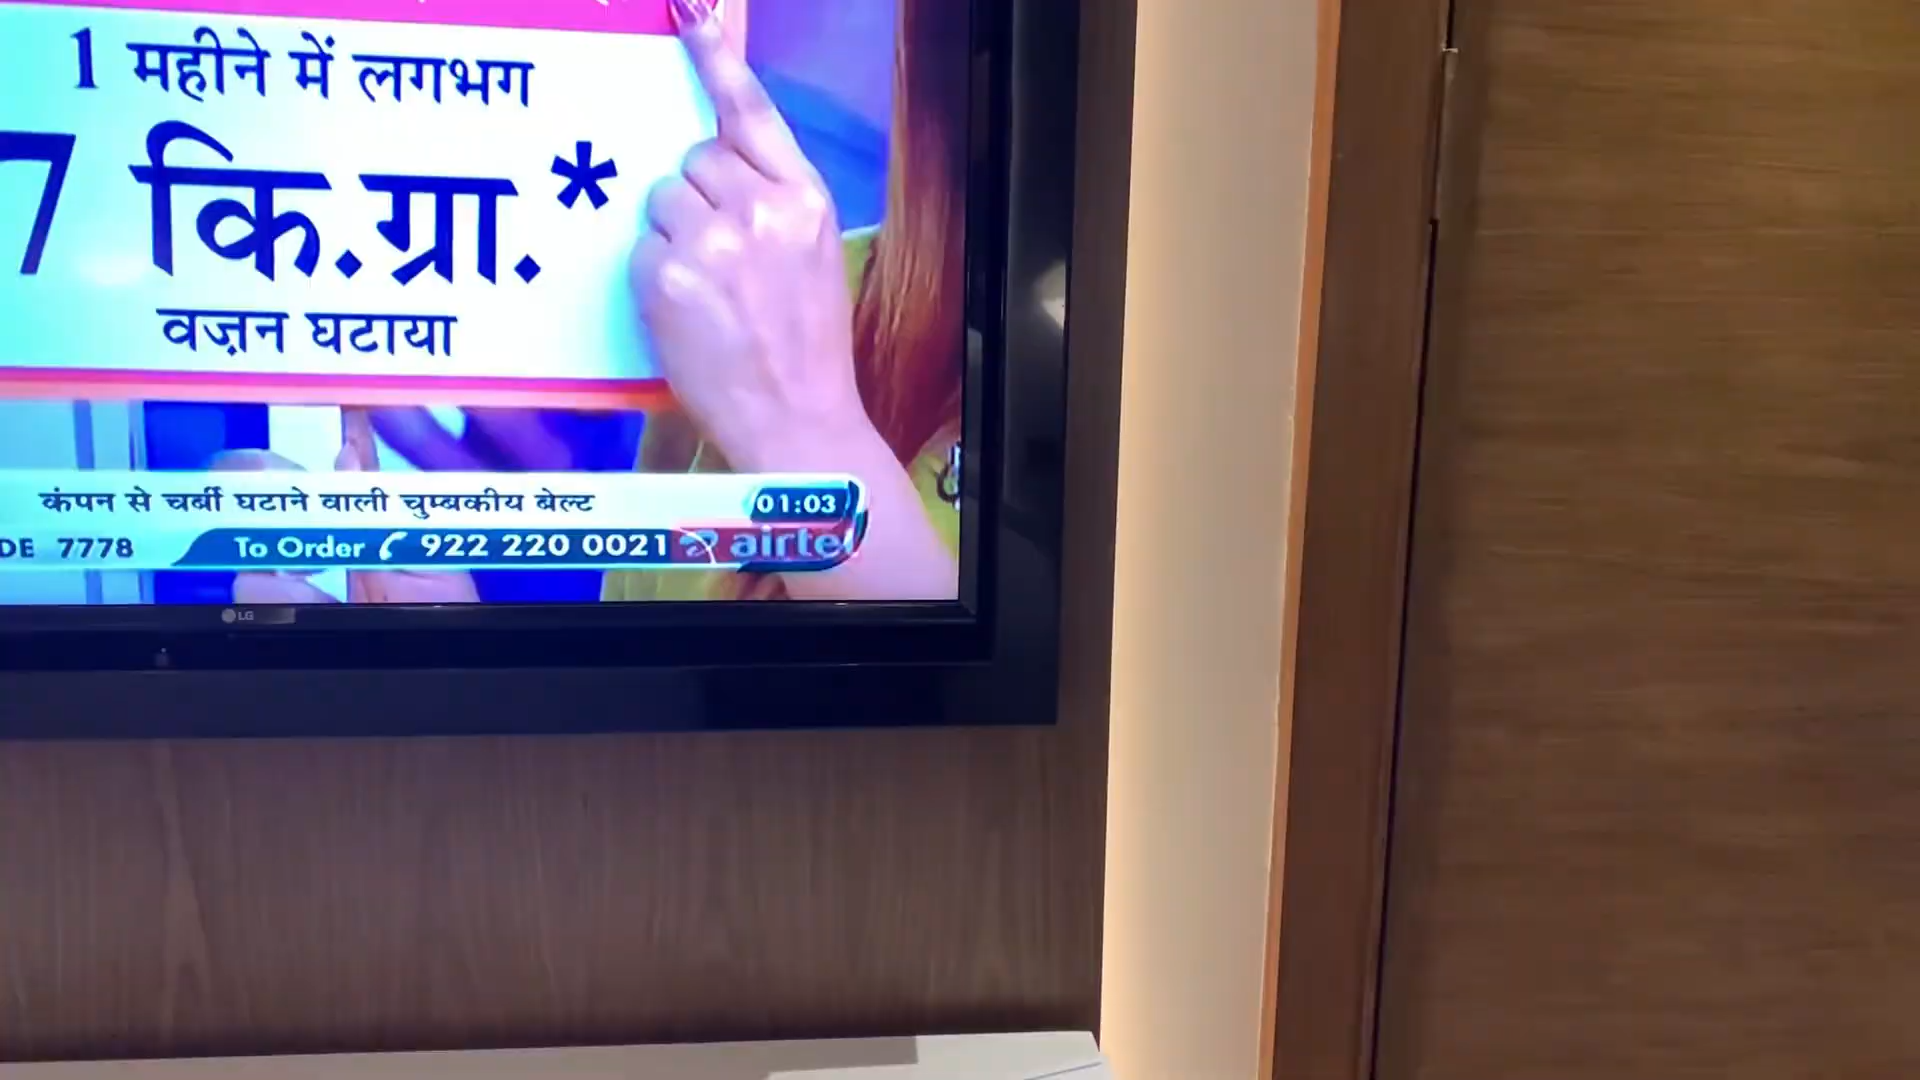 1 महीने में लगभग
7 कि.ग्रा.*
वज़न घटाया
कंपन से चर्बी घटाने वाली चुम्बकीय बेल्ट
01:03
DE 7778
To Order 922 220 0021
airtel
LG